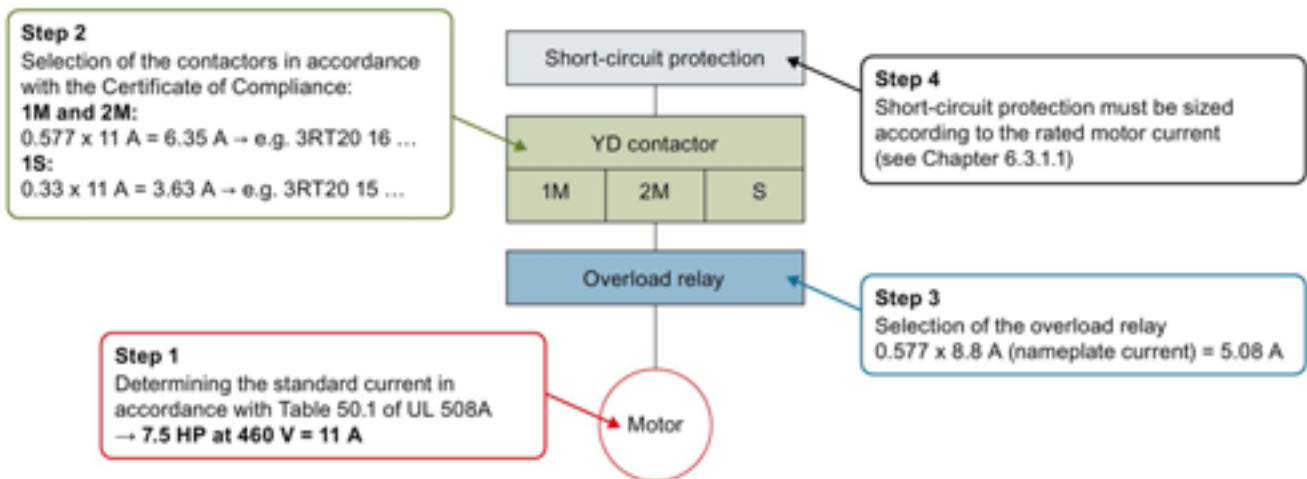 Step 2
Selection of the contactors in accordance
with the Certificate of Compliance:
1M and 2M:
0.577 x 11 A = 6.35 A → e.g. 3RT20 16 ...
1S:
0.33 x 11 A = 3.63 A → e.g. 3RT20 15 ...
Short-circuit protection
Step 4
Short-circuit protection must be sized
according to the rated motor current
(see Chapter 6.3.1.1)
YD contactor
1M
2M
S
Overload relay
Step 3
Selection of the overload relay
0.577 x 8.8 A (nameplate current) = 5.08 A
Step 1
Determining the standard current in
accordance with Table 50.1 of UL 508A
→ 7.5 HP at 460 V = 11 A
Motor